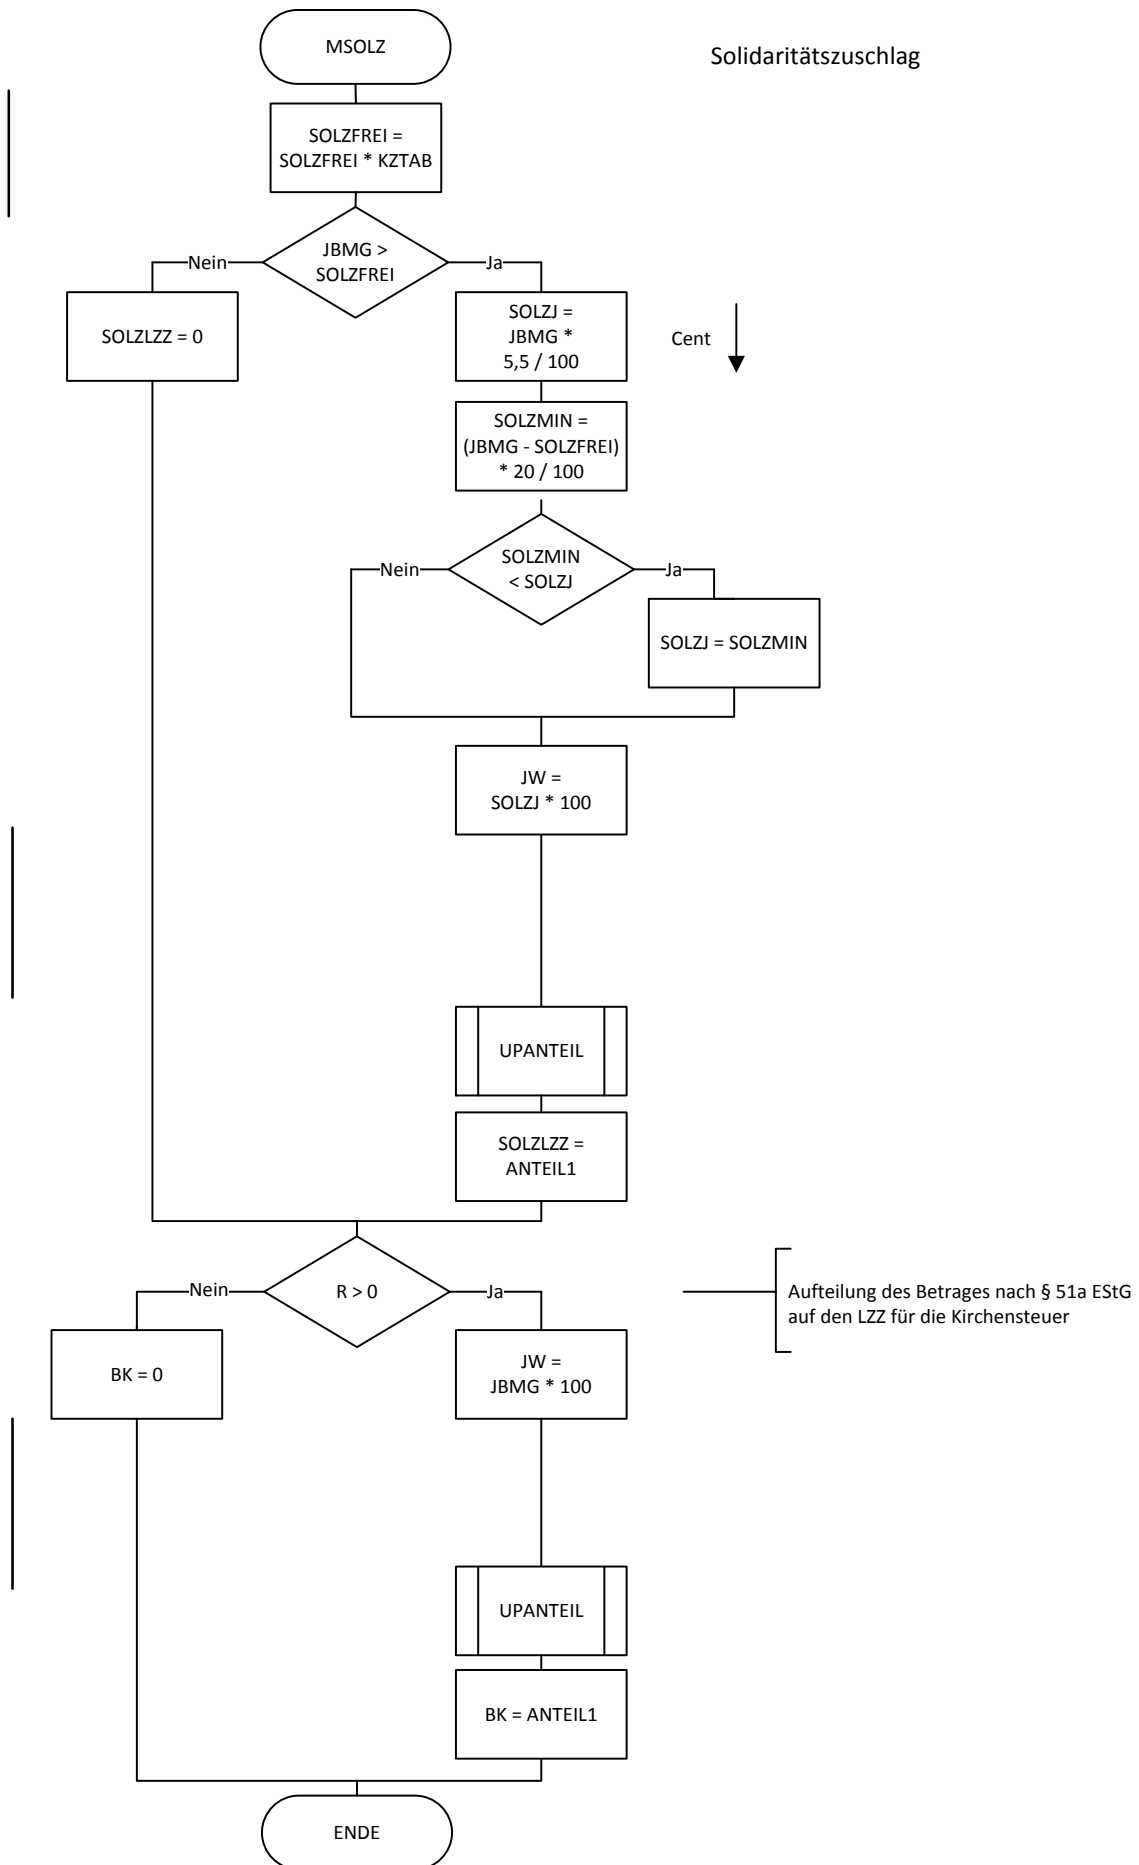 MSOLZ
Solidaritätszuschlag
SOLZFREI =
SOLZFREI * KZTAB
JBMG >
SOLZFREI
Nein
Ja
SOLZLZZ = 0
SOLZJ =
JBMG *
5,5 / 100
Cent
SOLZMIN =
(JBMG - SOLZFREI)
* 20 / 100
SOLZMIN
< SOLZJ
Nein
Ja
SOLZJ = SOLZMIN
JW =
SOLZJ * 100
UPANTEIL
SOLZLZZ =
ANTEIL1
R > 0
Nein
Ja
Aufteilung des Betrages nach § 51a EStG
auf den LZZ für die Kirchensteuer
BK = 0
JW =
JBMG * 100
UPANTEIL
BK = ANTEIL1
ENDE